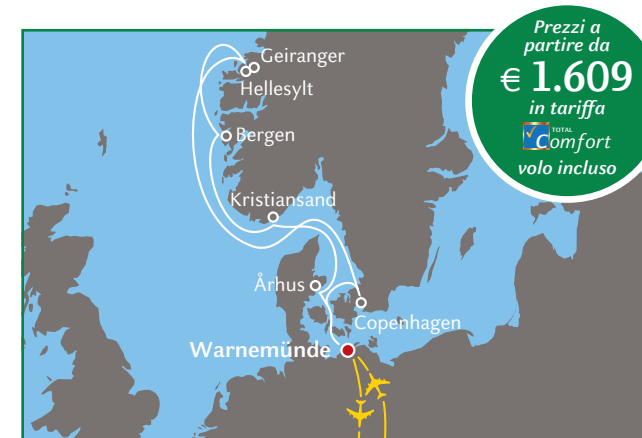 Prezzi a
partire da
€ 1.609
in tariffa
TOTAL
Comfort
volo incluso
Geiranger
Hellesylt
Bergen
Kristiansand
Århus
Copenhagen
Warnemünde